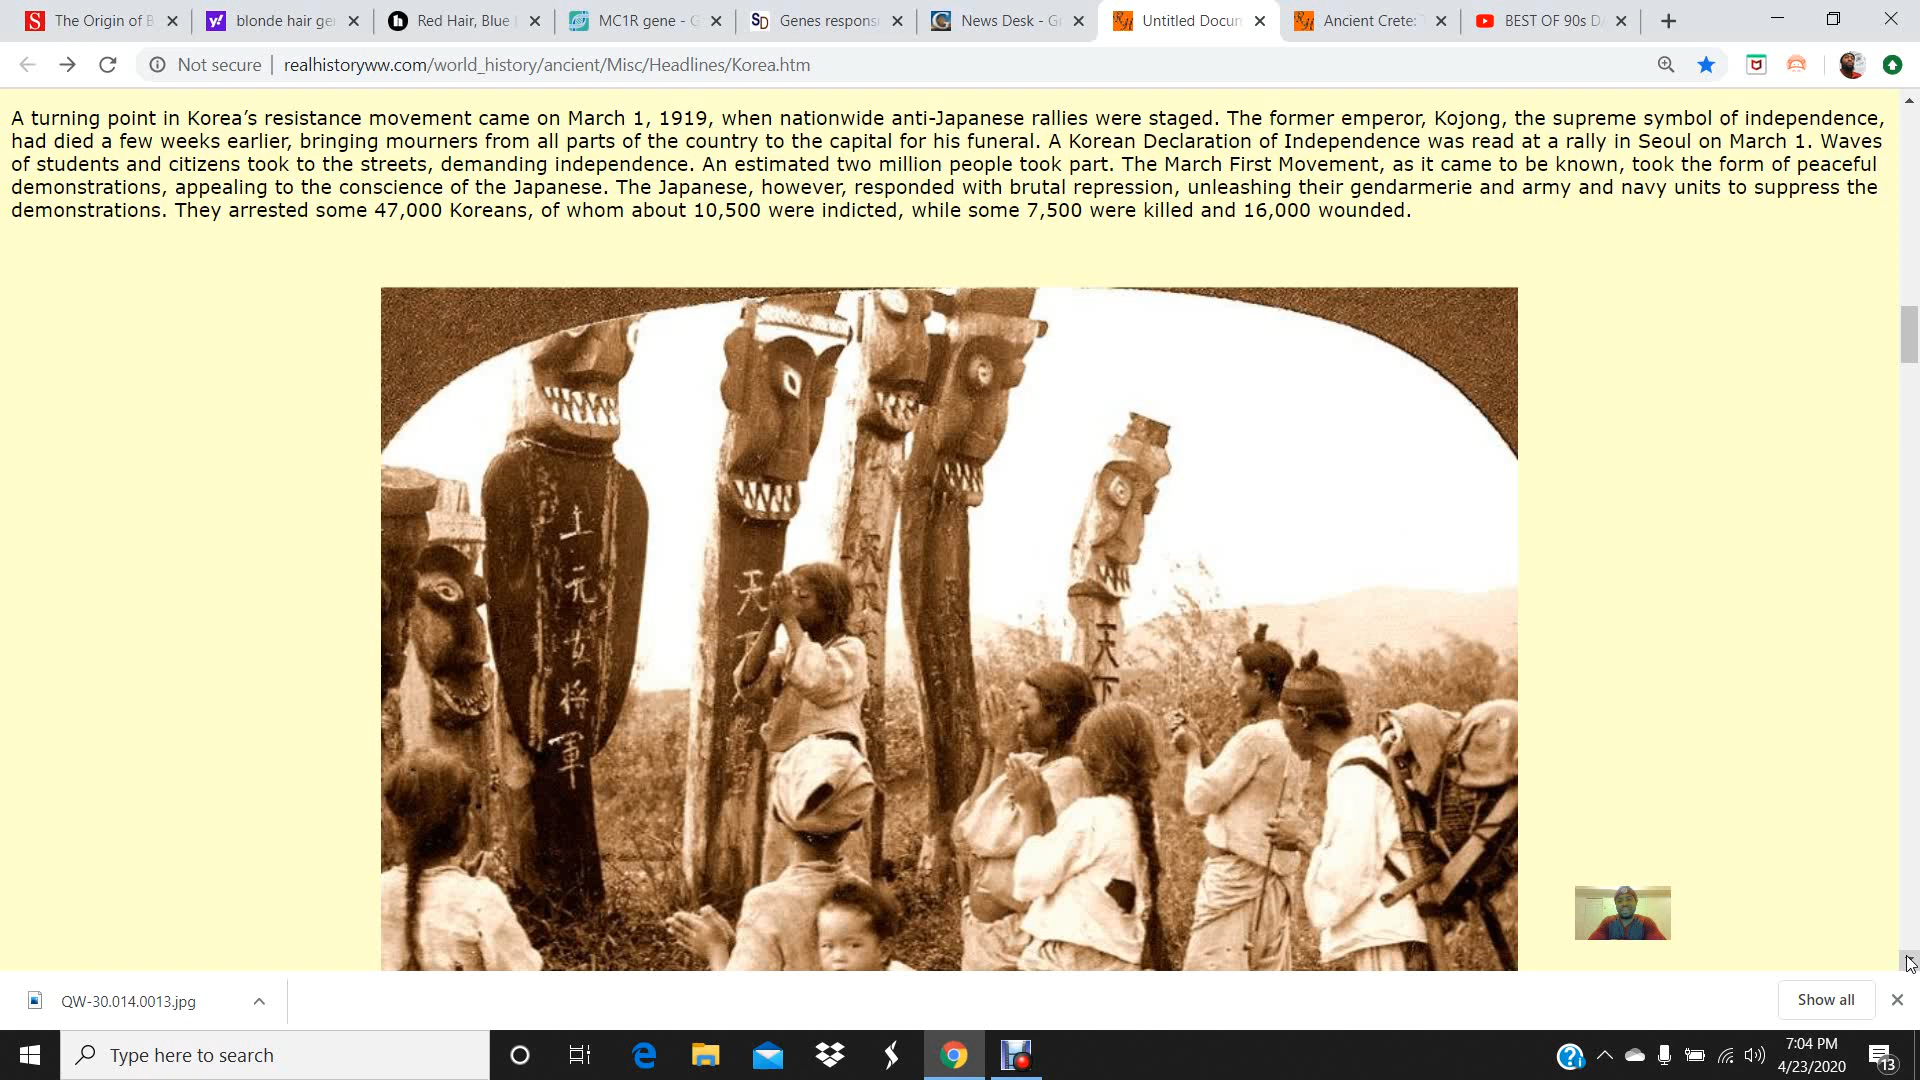 The Origin of B
blonde hair ge
Red Hair, Blue
MC1R gene - G
Genes respons
News Desk - G
Untitled Docum
Ancient Crete:
BEST OF 90s D
Not secure
realhistoryww.com/world_history/ancient/Misc/Headlines/Korea.htm
A turning point in Korea’s resistance movement came on March 1, 1919, when nationwide anti-Japanese rallies were staged. The former emperor, Kojong, the supreme symbol of independence,
had died a few weeks earlier, bringing mourners from all parts of the country to the capital for his funeral. A Korean Declaration of Independence was read at a rally in Seoul on March 1. Waves
of students and citizens took to the streets, demanding independence. An estimated two million people took part. The March First Movement, as it came to be known, took the form of peaceful
demonstrations, appealing to the conscience of the Japanese. The Japanese, however, responded with brutal repression, unleashing their gendarmerie and army and navy units to suppress the
demonstrations. They arrested some 47,000 Koreans, of whom about 10,500 were indicted, while some 7,500 were killed and 16,000 wounded.
上元女將軍
天
天下
QW-30.014.0013.jpg
Show all
Type here to search
7:04 PM
4/23/2020
13